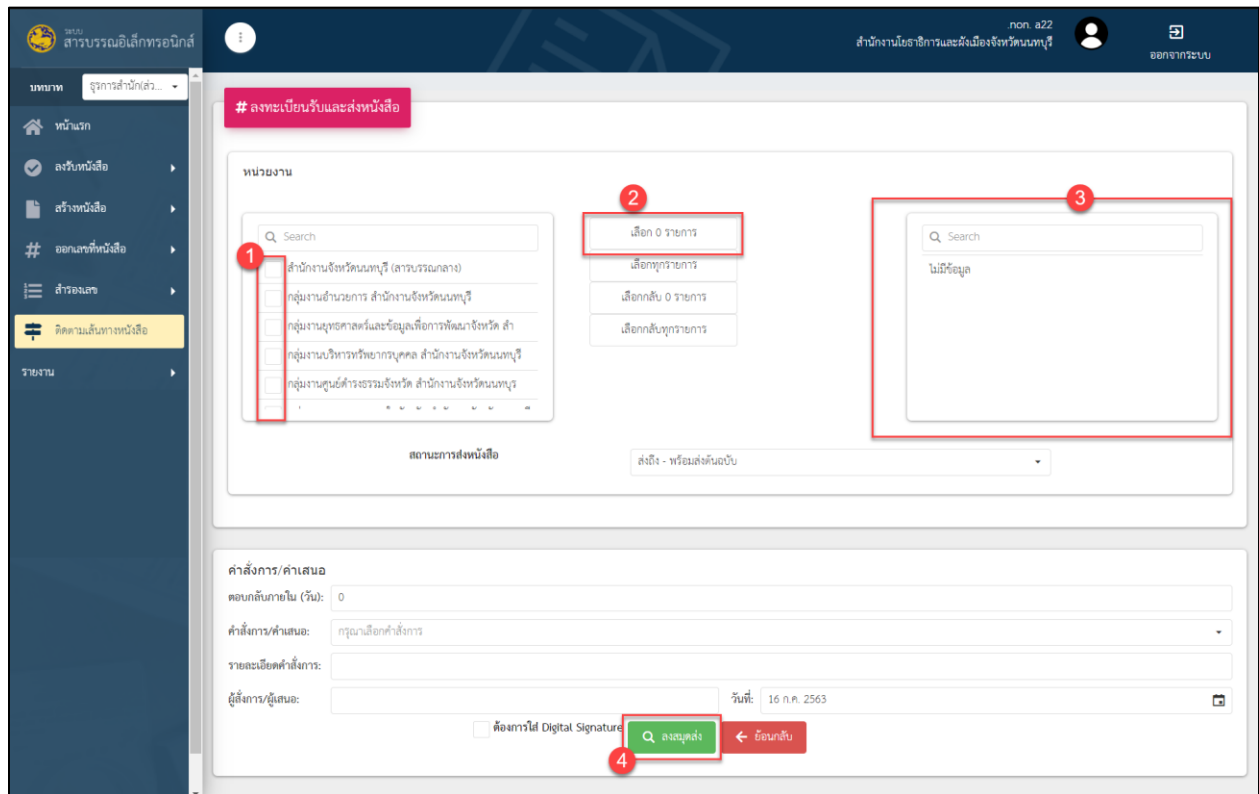 ระบบ
สารบรรณอิเล็กทรอนิกส์
.non. a22
สำนักงานโยธาธิการและผังเมืองจังหวัดนนทบุรี
ออกจากระบบ
บทบาท
ธุรการสำนัก(ส่ว...
หน้าแรก
ลงรับหนังสือ
สร้างหนังสือ
ออกเลขที่หนังสือ
สำรองเลข
ติดตามเส้นทางหนังสือ
รายงาน
# ลงทะเบียนรับและส่งหนังสือ
หน่วยงาน
1
Search
สำนักงานจังหวัดนนทบุรี (สารบรรณกลาง)
กลุ่มงานอำนวยการ สำนักงานจังหวัดนนทบุรี
กลุ่มงานยุทธศาสตร์และข้อมูลเพื่อการพัฒนาจังหวัด สำ
กลุ่มงานบริหารทรัพยากรบุคคล สำนักงานจังหวัดนนทบุรี
กลุ่มงานศูนย์ดำรงธรรมจังหวัด สำนักงานจังหวัดนนทบุร
2
เลือก 0 รายการ
เลือกทุกรายการ
เลือกกลับ 0 รายการ
เลือกกลับทุกรายการ
3
Search
ไม่มีข้อมูล
สถานะการส่งหนังสือ
ส่งถึง - พร้อมส่งต้นฉบับ
คำสั่งการ/คำเสนอ
ตอบกลับภายใน (วัน): 0
คำสั่งการ/คำเสนอ: กรุณาเลือกคำสั่งการ
รายละเอียดคำสั่งการ:
ผู้สั่งการ/ผู้เสนอ: วันที่: 16 ก.ค. 2563
ต้องการใส่ Digital Signature ลงสมุดส่ง ย้อนกลับ
4